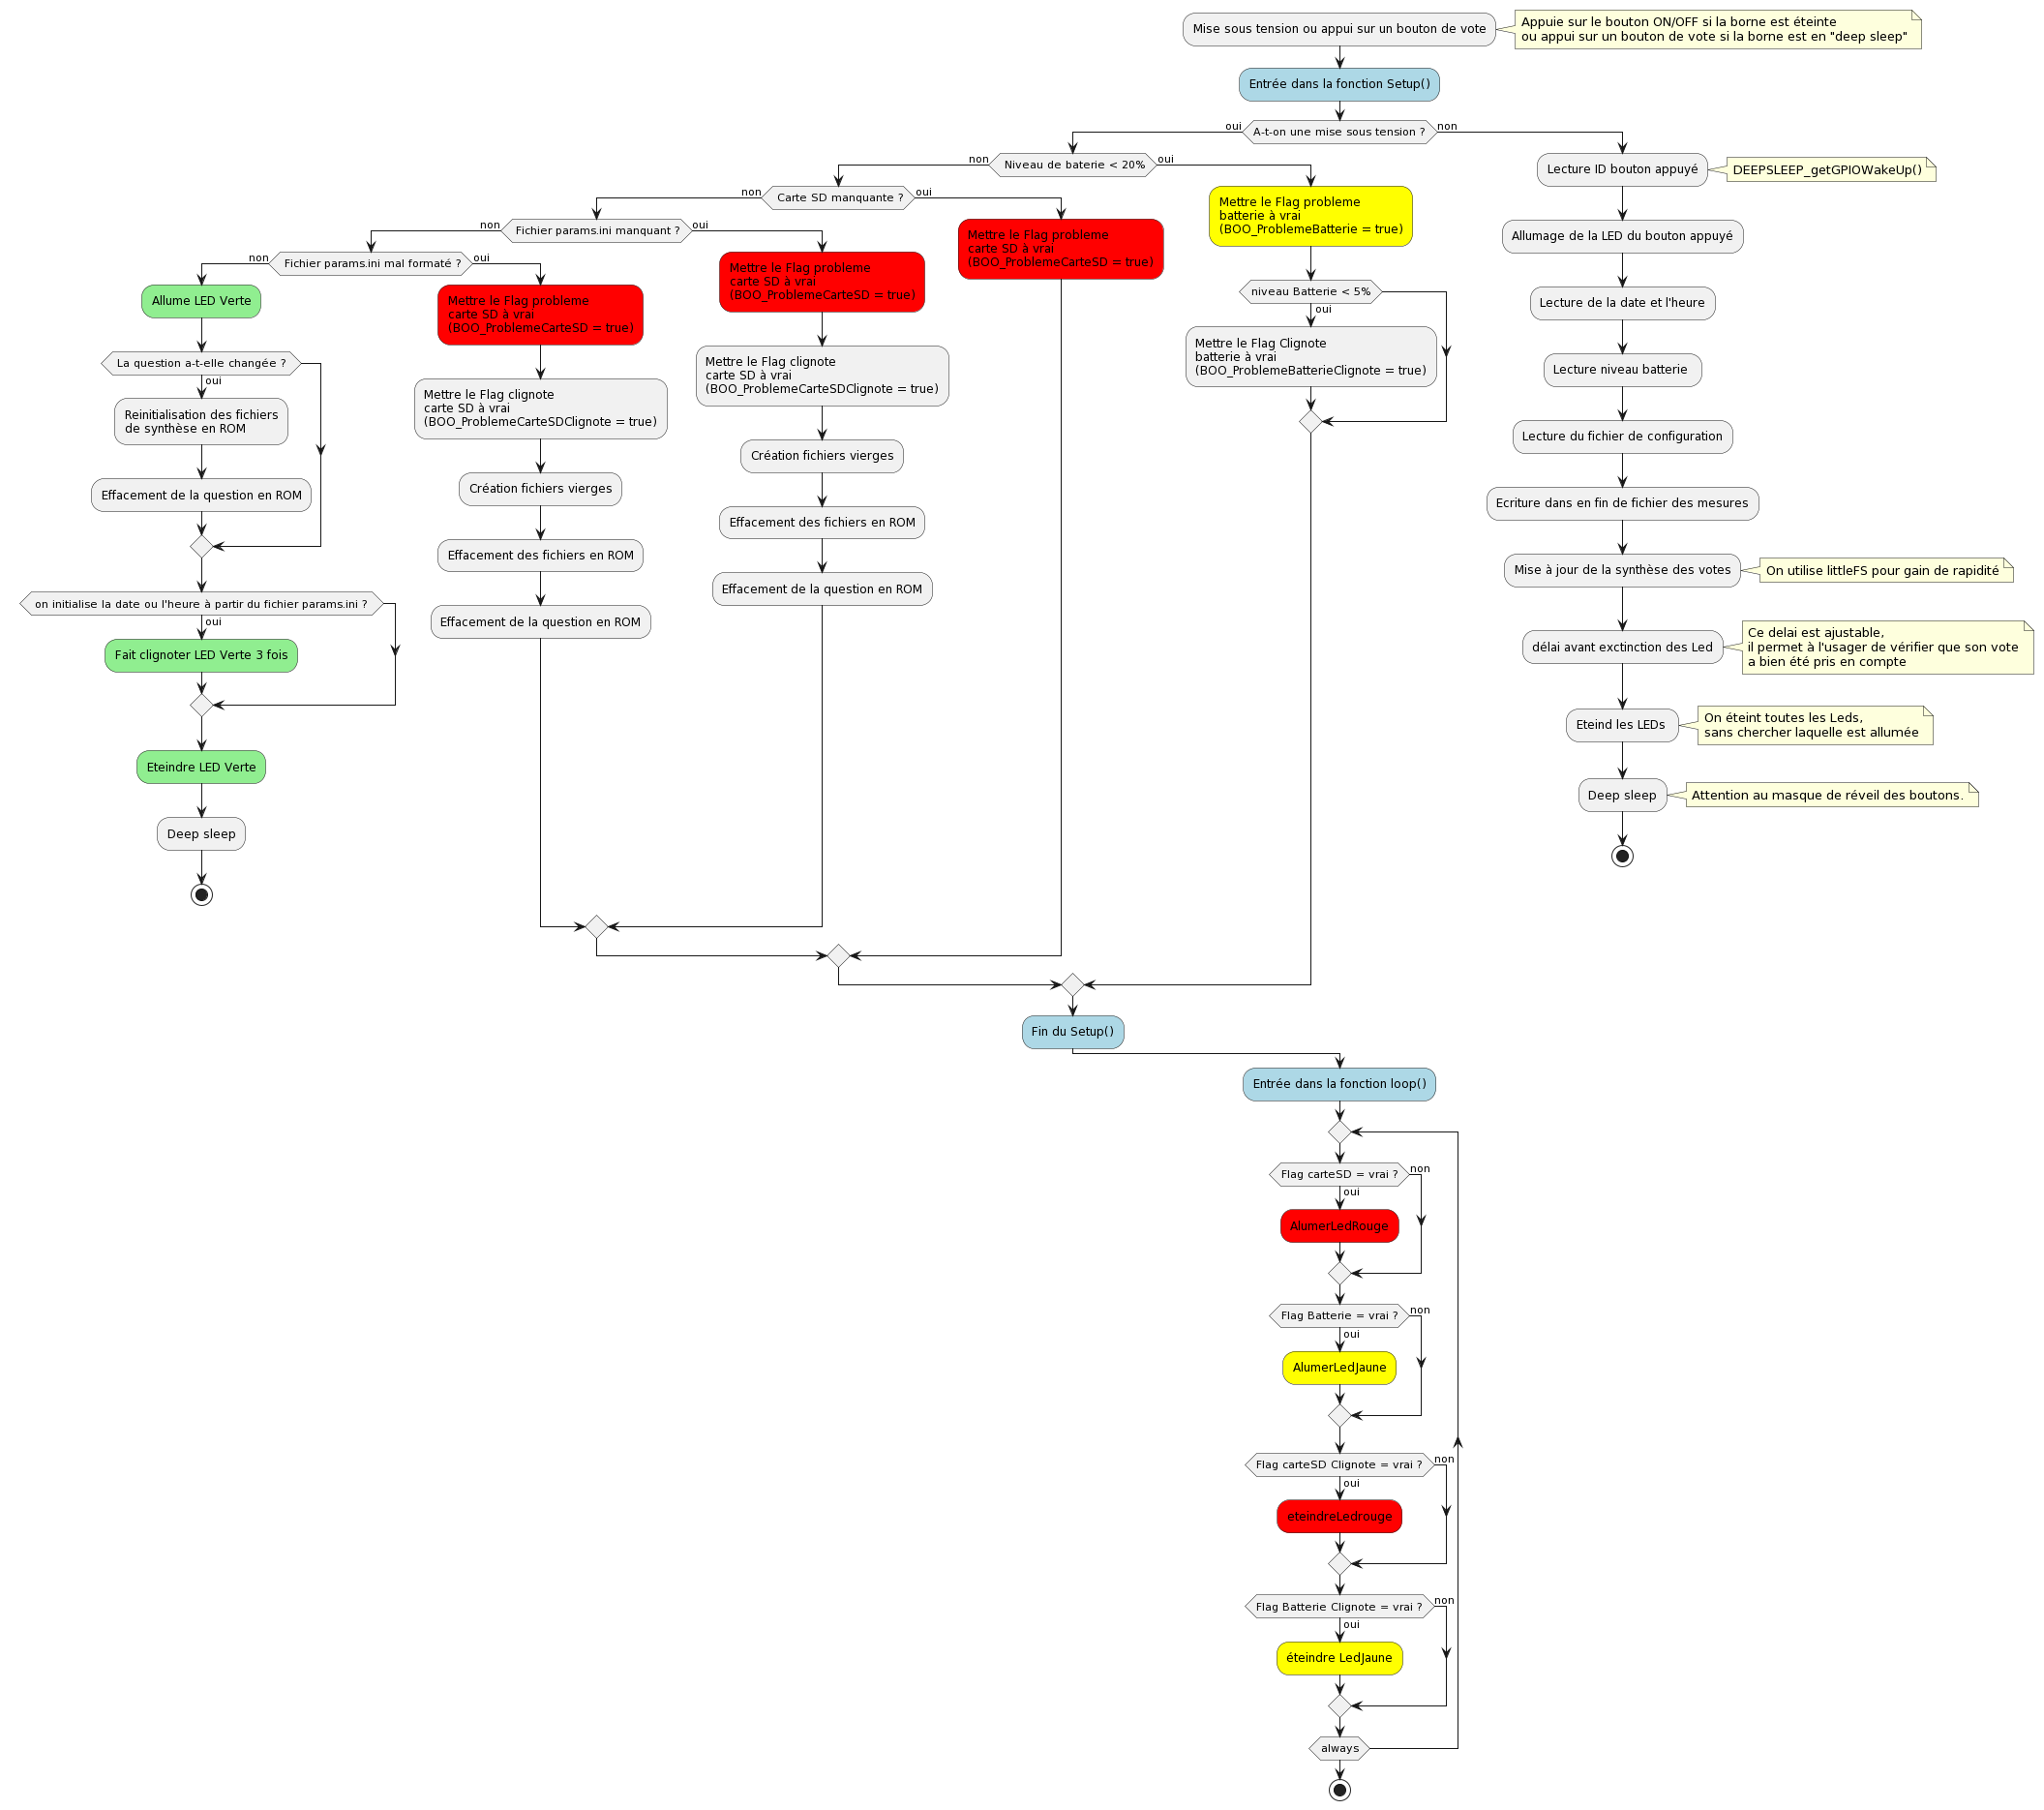 Mise sous tension ou appui sur un bouton de vote
Appuie sur le bouton ON/OFF si la borne est éteinte
ou appui sur un bouton de vote si la borne est en "deep sleep"
Entrée dans la fonction Setup()
A-t-on une mise sous tension ?
oui
non
Niveau de baterie < 20%
non
oui
Carte SD manquante ?
non
oui
Fichier params.ini manquant ?
non
oui
Fichier params.ini mal formaté ?
non
oui
Allume LED Verte
La question a-t-elle changée ?
oui
Reinitialisation des fichiers
de synthèse en ROM
Effacement de la question en ROM
on initialise la date ou l'heure à partir du fichier params.ini ?
oui
Fait clignoter LED Verte 3 fois
Eteindre LED Verte
Deep sleep
Mettre le Flag probleme
carte SD à vrai
(BOO_ProblemeCarteSD = true)
Mettre le Flag clignote
carte SD à vrai
(BOO_ProblemeCarteSDClignote = true)
Création fichiers vierges
Effacement des fichiers en ROM
Effacement de la question en ROM
Mettre le Flag probleme
carte SD à vrai
(BOO_ProblemeCarteSD = true)
Mettre le Flag clignote
carte SD à vrai
(BOO_ProblemeCarteSDClignote = true)
Création fichiers vierges
Effacement des fichiers en ROM
Effacement de la question en ROM
Mettre le Flag probleme
carte SD à vrai
(BOO_ProblemeCarteSD = true)
Mettre le Flag probleme
batterie à vrai
(BOO_ProblemeBatterie = true)
niveau Batterie < 5%
oui
Mettre le Flag Clignote
batterie à vrai
(BOO_ProblemeBatterieClignote = true)
Lecture ID bouton appuyé
DEEPSLEEP_getGPIOWakeUp()
Allumage de la LED du bouton appuyé
Lecture de la date et l'heure
Lecture niveau batterie
Lecture du fichier de configuration
Ecriture dans en fin de fichier des mesures
Mise à jour de la synthèse des votes
On utilise littleFS pour gain de rapidité
délai avant exctinction des Led
Ce delai est ajustable,
il permet à l'usager de vérifier que son vote
a bien été pris en compte
Eteind les LEDs
On éteint toutes les Leds,
sans chercher laquelle est allumée
Deep sleep
Attention au masque de réveil des boutons.
Fin du Setup()
Entrée dans la fonction loop()
Flag carteSD = vrai ?
non
oui
AlumerLedRouge
Flag Batterie = vrai ?
non
oui
AlumerLedJaune
Flag carteSD Clignote = vrai ?
non
oui
eteindreLedrouge
Flag Batterie Clignote = vrai ?
non
oui
éteindre LedJaune
always